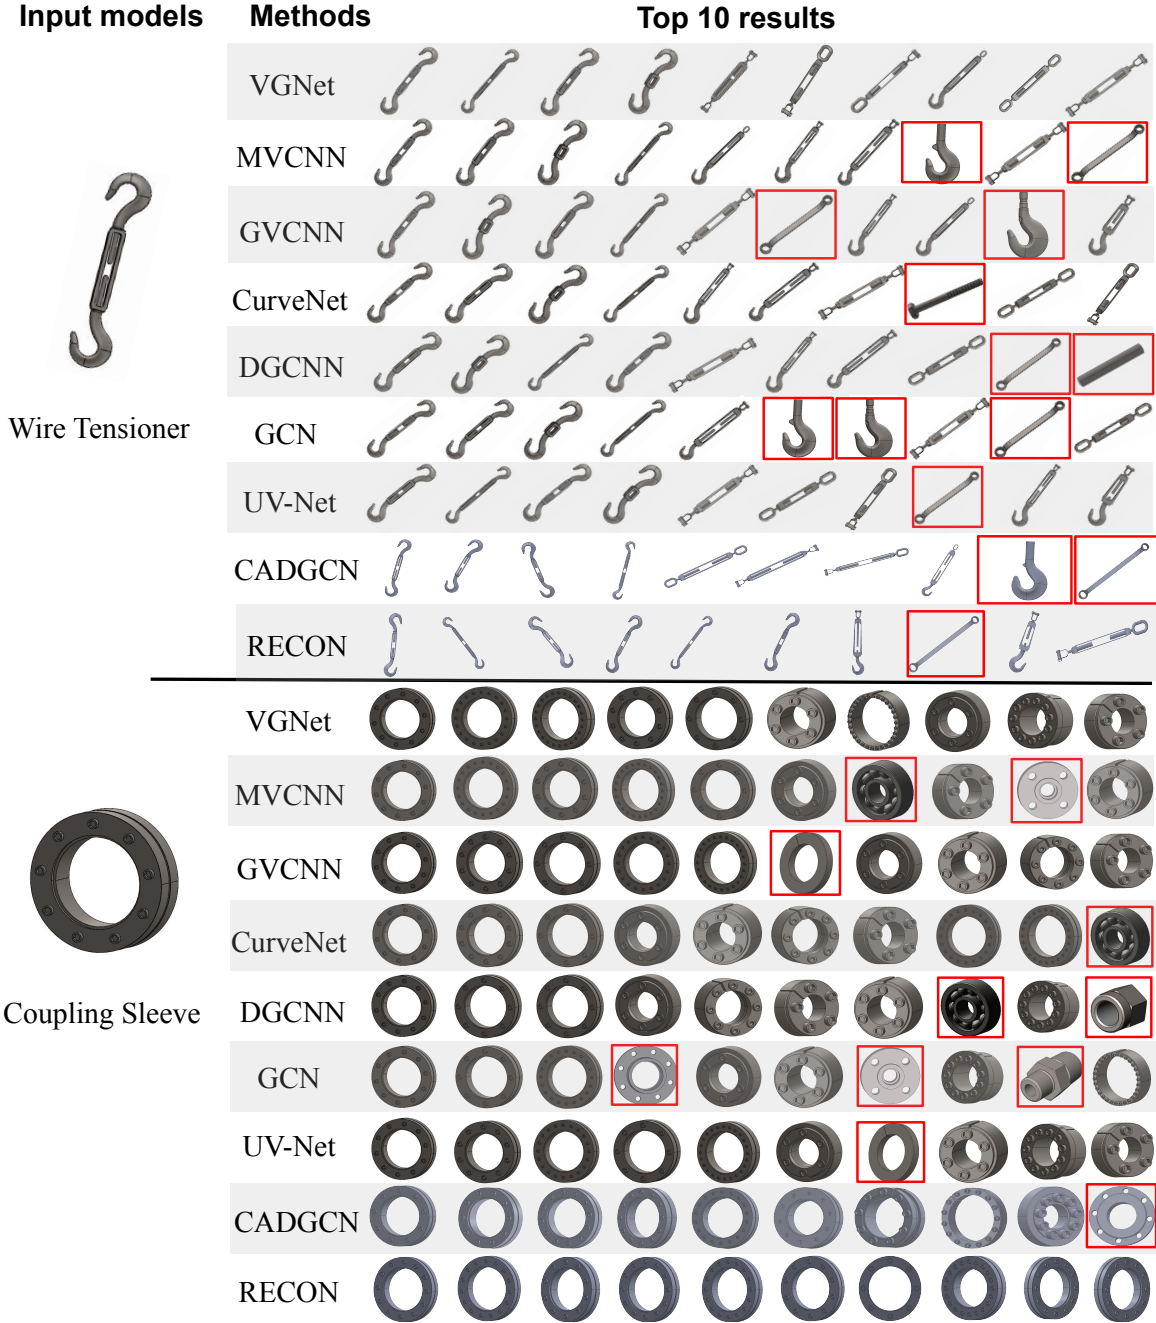 Input models Methods Top 10 results
VGNet
MVCNN
GVCNN
CurveNet
DGCNN
Wire Tensioner
GCN
UV-Net
CADGCN
RECON
VGNet
MVCNN
GVCNN
CurveNet
Coupling Sleeve
DGCNN
GCN
UV-Net
CADGCN
RECON